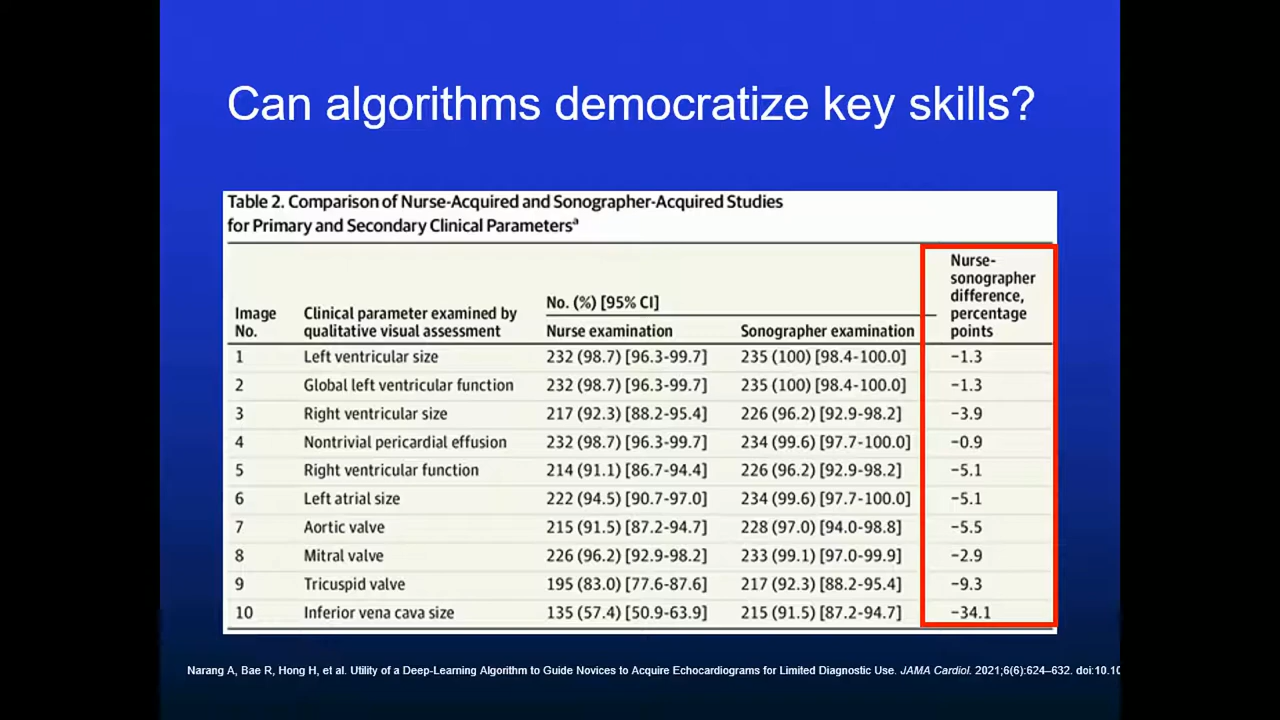 Can algorithms democratize key skills?
Table 2. Comparison of Nurse-Acquired and Sonographer-Acquired Studies
for Primary and Secondary Clinical Parametersᵃ
Image No. Clinical parameter examined by qualitative visual assessment No. (%) [95% CI] Nurse examination Sonographer examination Nurse-sonographer difference, percentage points
1 Left ventricular size 232 (98.7) [96.3-99.7] 235 (100) [98.4-100.0] −1.3
2 Global left ventricular function 232 (98.7) [96.3-99.7] 235 (100) [98.4-100.0] −1.3
3 Right ventricular size 217 (92.3) [88.2-95.4] 226 (96.2) [92.9-98.2] −3.9
4 Nontrivial pericardial effusion 232 (98.7) [96.3-99.7] 234 (99.6) [97.7-100.0] −0.9
5 Right ventricular function 214 (91.1) [86.7-94.4] 226 (96.2) [92.9-98.2] −5.1
6 Left atrial size 222 (94.5) [90.7-97.0] 234 (99.6) [97.7-100.0] −5.1
7 Aortic valve 215 (91.5) [87.2-94.7] 228 (97.0) [94.0-98.8] −5.5
8 Mitral valve 226 (96.2) [92.9-98.2] 233 (99.1) [97.0-99.9] −2.9
9 Tricuspid valve 195 (83.0) [77.6-87.6] 217 (92.3) [88.2-95.4] −9.3
10 Inferior vena cava size 135 (57.4) [50.9-63.9] 215 (91.5) [87.2-94.7] −34.1
Narang A, Bae R, Hong H, et al. Utility of a Deep-Learning Algorithm to Guide Novices to Acquire Echocardiograms for Limited Diagnostic Use. JAMA Cardiol. 2021;6(6):624–632. doi:10.10